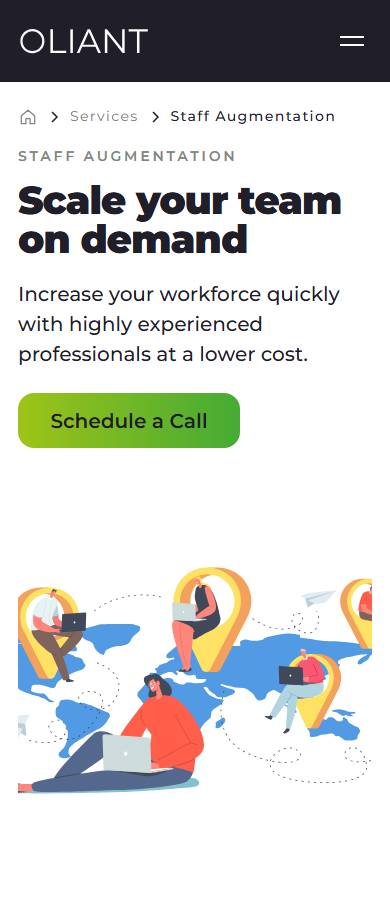 OLIANT
Services
Staff Augmentation
STAFF AUGMENTATION
Scale your team
on demand
Increase your workforce quickly
with highly experienced
professionals at a lower cost.
Schedule a Call